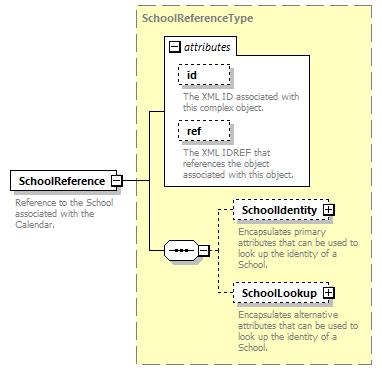 SchoolReferenceType
attributes
id
The XML ID associated with
this complex object.
ref
The XML IDREF that
references the object
associated with this object.
SchoolReference
Reference to the School
associated with the
Calendar.
SchoolIdentity
Encapsulates primary
attributes that can be used to
look up the identity of a
School.
SchoolLookup
Encapsulates alternative
attributes that can be used to
look up the identity of a
School.